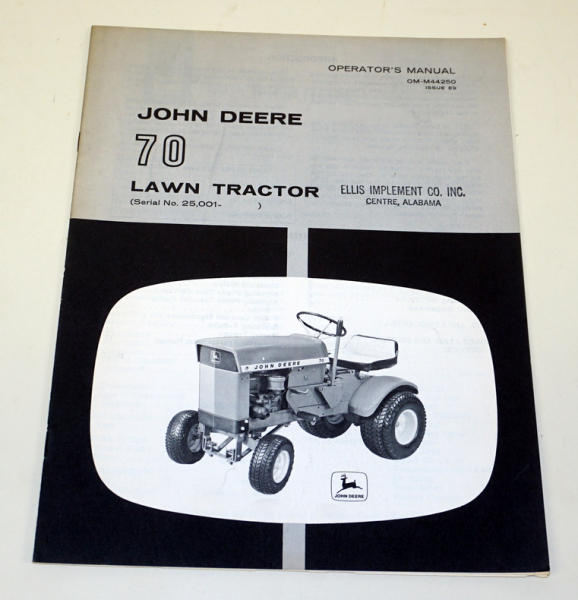 OPERATOR'S MANUAL
OM-M44250
ISSUE E9
JOHN DEERE
70
LAWN TRACTOR
(Serial No. 25,001- )
ELLIS IMPLEMENT CO. INC.
CENTRE, ALABAMA
JOHN DEERE 70
JOHN DEERE